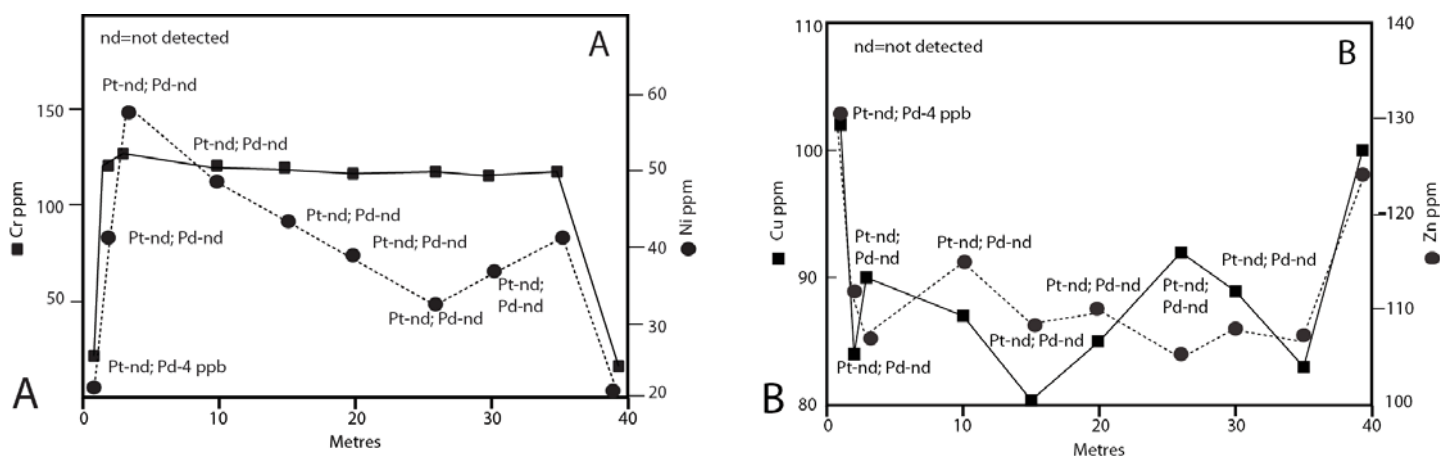 nd=not detected
A
Pt-nd; Pd-nd
150
60
Pt-nd; Pd-nd
50
Cr ppm
100
Pt-nd; Pd-nd
Pt-nd; Pd-nd
Pt-nd; Pd-nd
40
Ni ppm
50
Pt-nd;
Pd-nd
Pt-nd; Pd-nd
30
Pt-nd; Pd-4 ppb
A
20
0
10
20
30
40
Metres
110
140
nd=not detected
B
Pt-nd; Pd-4 ppb
130
100
Cu ppm
Pt-nd;
Pd-nd
Pt-nd; Pd-nd
120
Zn ppm
Pt-nd; Pd-nd
90
Pt-nd; Pd-nd
Pt-nd;
Pd-nd
110
Pt-nd; Pd-nd
Pt-nd; Pd-nd
B
80
100
0
10
20
30
40
Metres